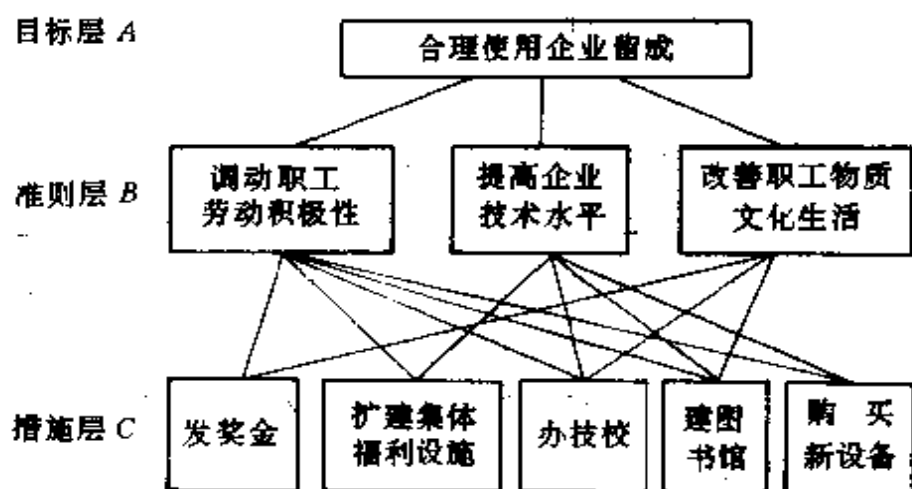 目标层 A
合理使用企业留成
准则层 B
调动职工
劳动积极性
提高企业
技术水平
改善职工物质
文化生活
措施层 C
发奖金
扩建集体
福利设施
办技校
建图
书馆
购 买
新设备